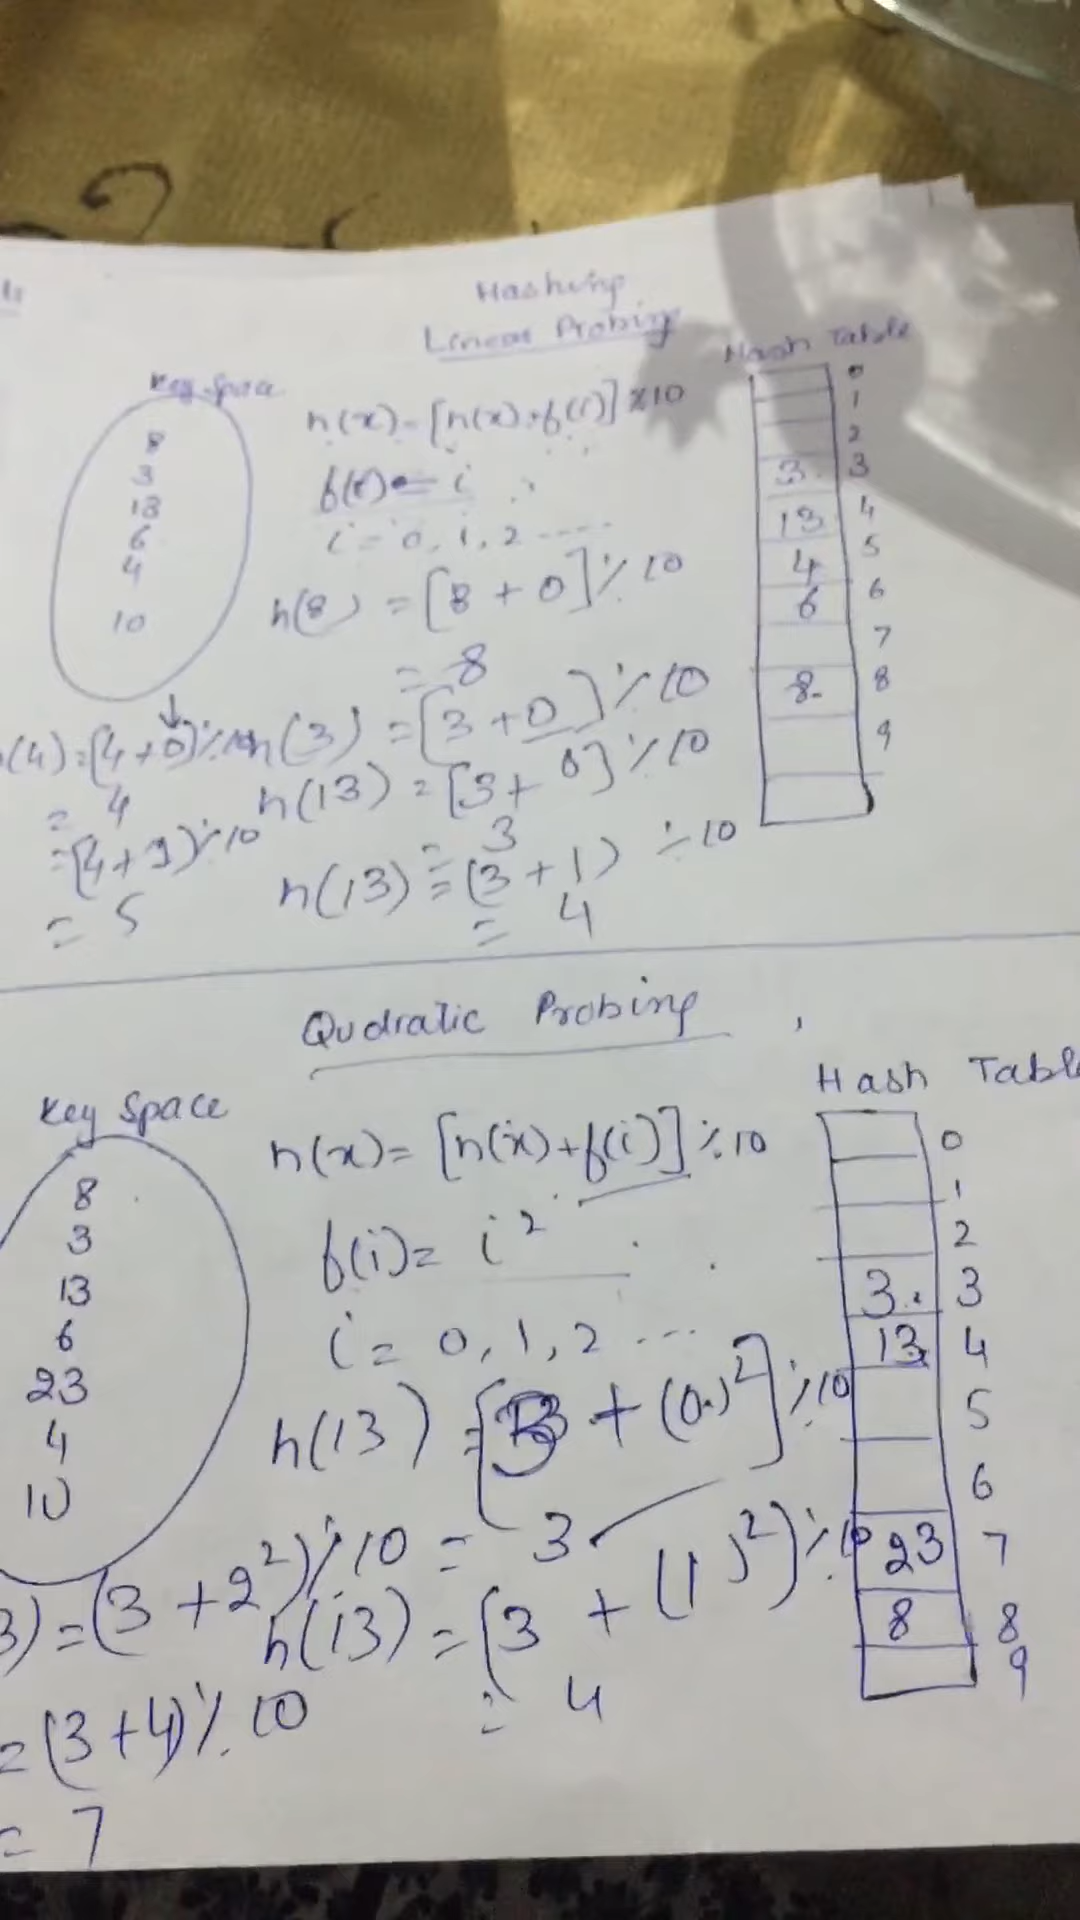 Hashing
Linear Probing
Key Space
8
3
13
6
4
10
h(x) = [h(x) + f(i)] % 10
f(i) = i
i = 0, 1, 2 ....
h(8) = [8 + 0] % 10
= 8
h(3) = [3 + 0] % 10
h(13) = [3 + 0] % 10
= 3
h(13) = (3 + 1) % 10
= 4
(4) = [4 + 0] % 10
= 4
= [4 + 1) % 10
= 5
Hash Table
0
1
2
3. 3
13 4
4 5
6 6
7
8. 8
9
Qudratic Probing
Key Space
8
3
13
6
23
4
10
h(x) = [h(x) + f(i)] % 10
f(i) = i²
i = 0, 1, 2 ....
h(13) = [3 + (0)²] % 10
= 3
h(13) = (3 + (1)²) % 10
= 4
3) = (3 + 2²) % 10
= (3 + 4) % 10
= 7
Hash Table
0
1
2
3. 3
13 4
5
6
23 7
8 8
9